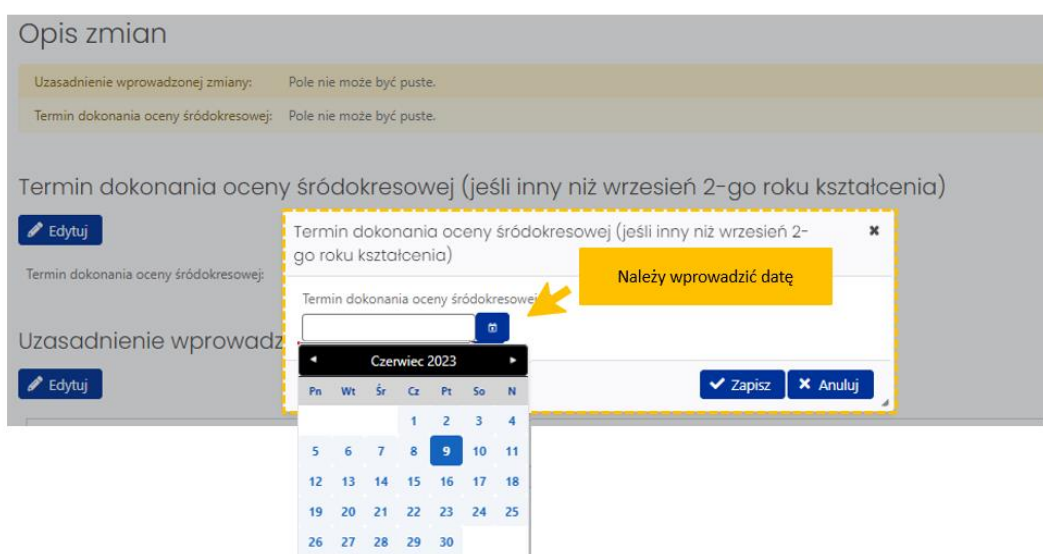 Opis zmian
Uzasadnienie wprowadzonej zmiany: Pole nie może być puste.
Termin dokonania oceny śródokresowej: Pole nie może być puste.
Termin dokonania oceny śródokresowej (jeśli inny niż wrzesień 2-go roku kształcenia)
Edytuj
Termin dokonania oceny śródokresowej:
Termin dokonania oceny śródokresowej (jeśli inny niż wrzesień 2-
go roku kształcenia)
Należy wprowadzić datę
Termin dokonania oceny śródokresowej
Uzasadnienie
Edytuj
Czerwiec 2023
Pn Wt Śr Cz Pt So N
1 2 3 4
5 6 7 8 9 10 11
12 13 14 15 16 17 18
19 20 21 22 23 24 25
26 27 28 29 30
Zapisz Anuluj